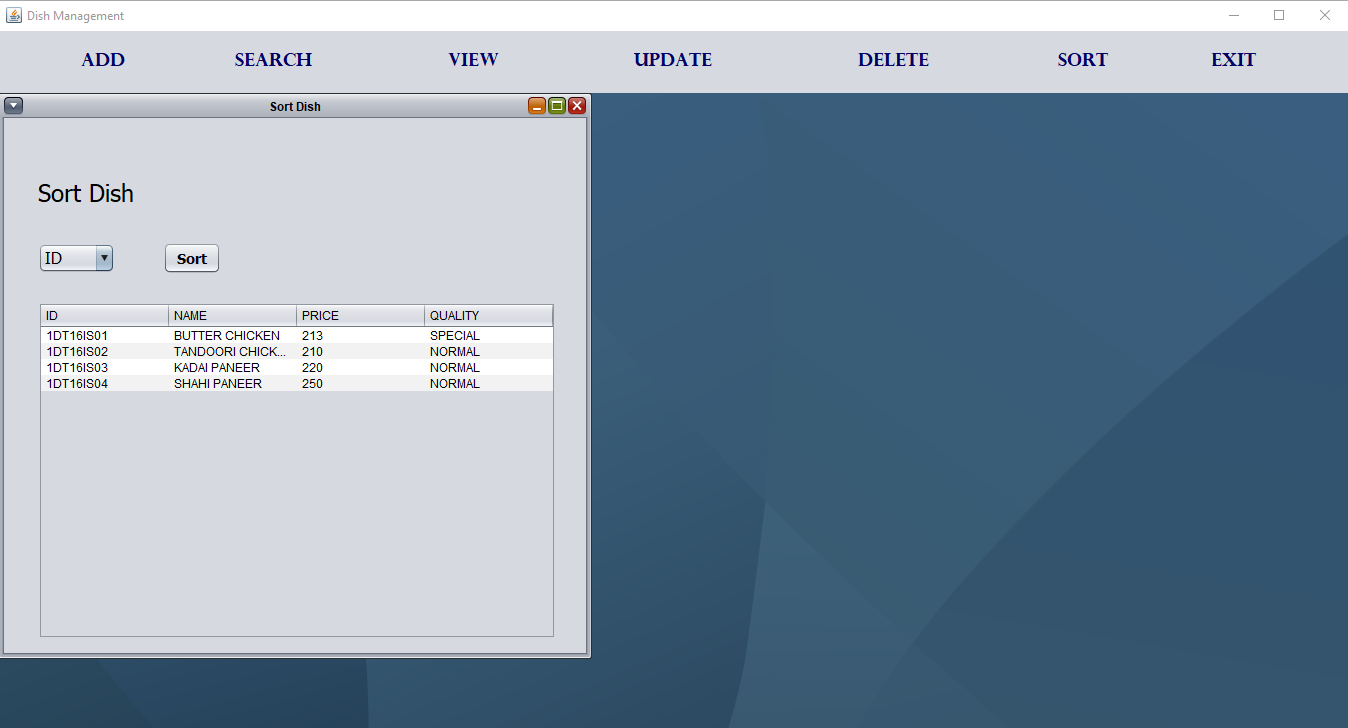 Dish Management
ADD SEARCH VIEW UPDATE DELETE SORT EXIT
Sort Dish
Sort Dish
ID Sort
ID NAME PRICE QUALITY
1DT16IS01 BUTTER CHICKEN 213 SPECIAL
1DT16IS02 TANDOORI CHICK... 210 NORMAL
1DT16IS03 KADAI PANEER 220 NORMAL
1DT16IS04 SHAHI PANEER 250 NORMAL